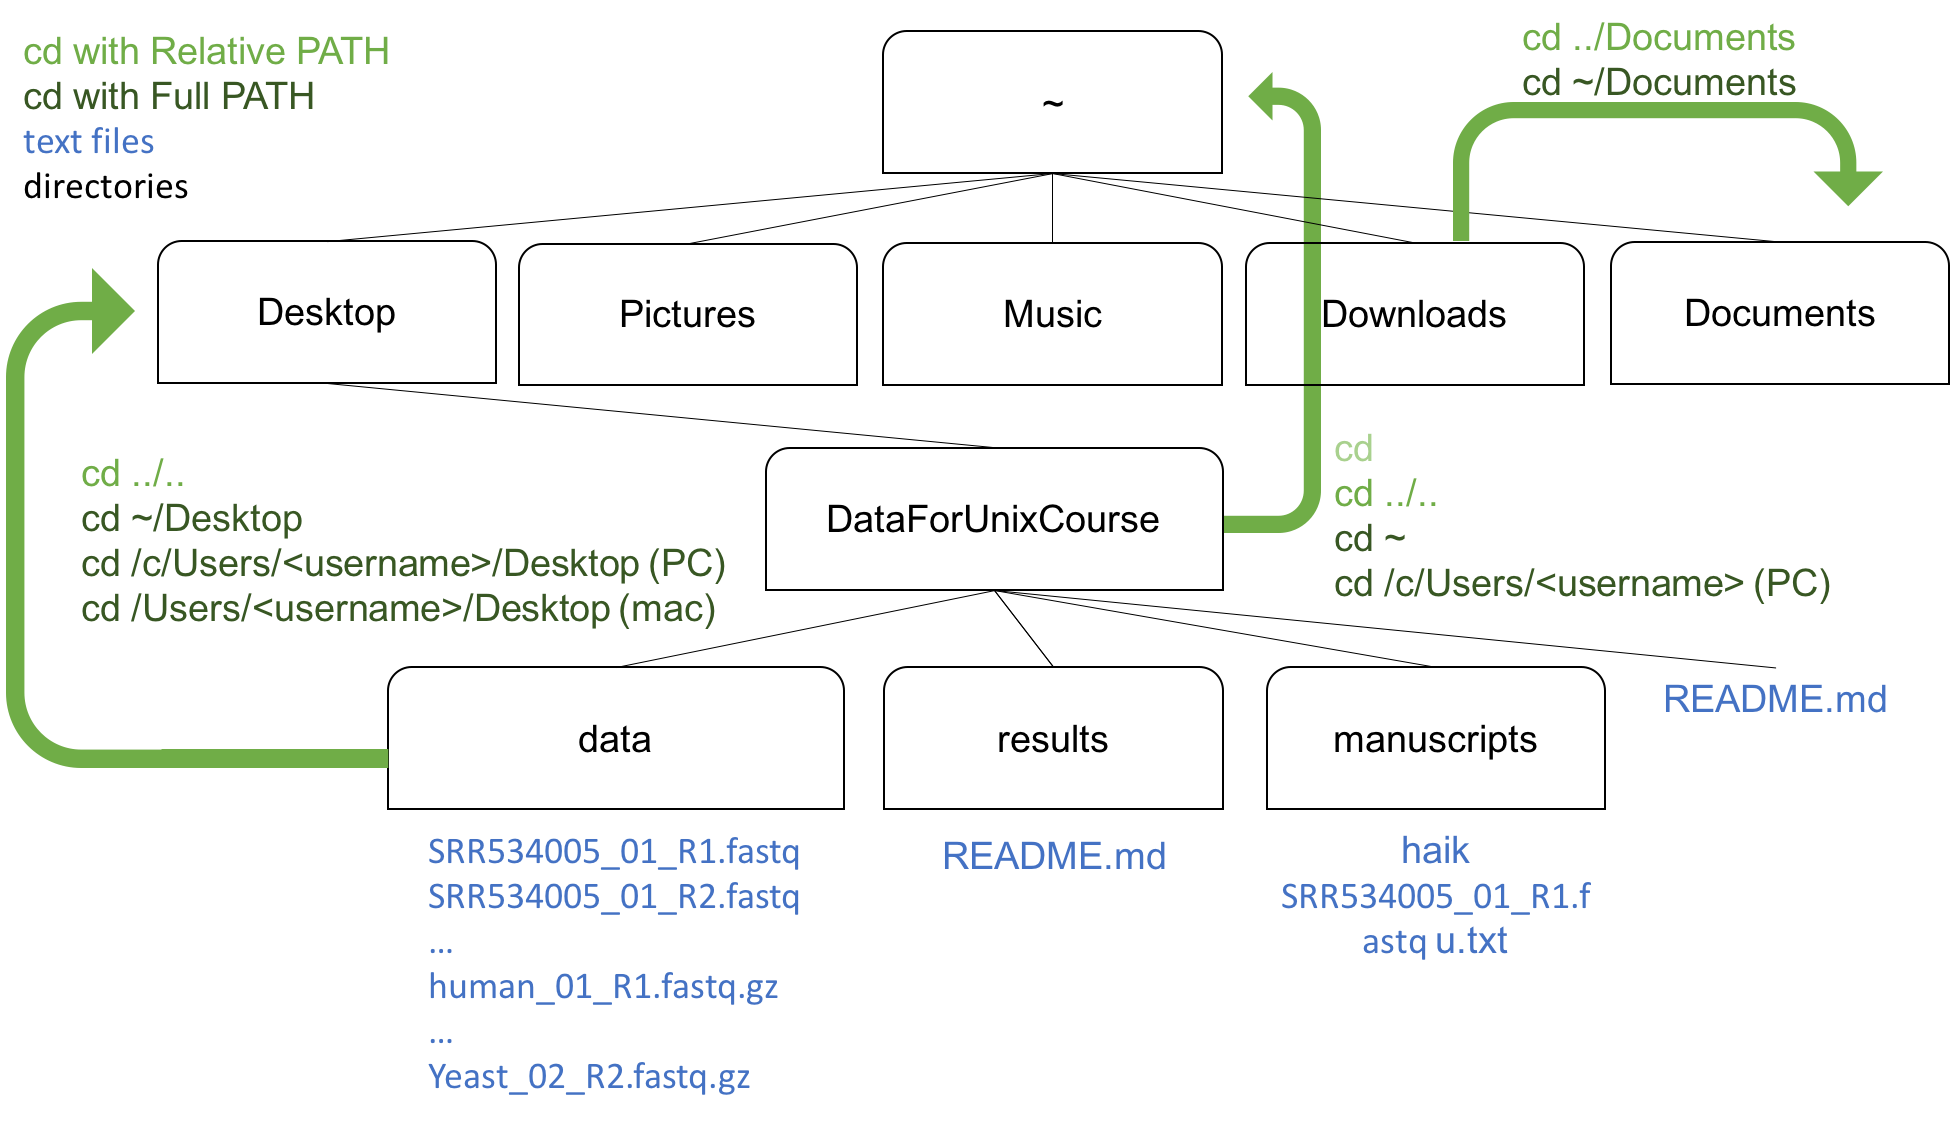 cd with Relative PATH
cd with Full PATH
text files
directories
~
cd ../Documents
cd ~/Documents
Desktop
Pictures
Music
Downloads
Documents
cd ../..
cd ~/Desktop
cd /c/Users/<username>/Desktop (PC)
cd /Users/<username>/Desktop (mac)
DataForUnixCourse
cd
cd ../..
cd ~
cd /c/Users/<username> (PC)
data
results
manuscripts
README.md
SRR534005_01_R1.fastq
SRR534005_01_R2.fastq
...
human_01_R1.fastq.gz
...
Yeast_02_R2.fastq.gz
README.md
haik
SRR534005_01_R1.f
astq u.txt